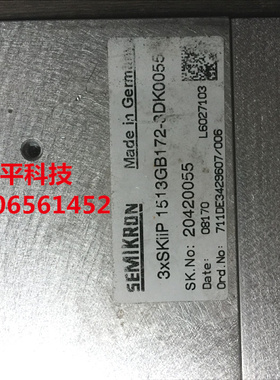 SEMIKRON Made in German
3xSKiiP 1513GB172-3DK0055
SK.No: 20420055 L6027103
Date: 08170
Ord.No: 711DE3429607/006
平科技
06561452